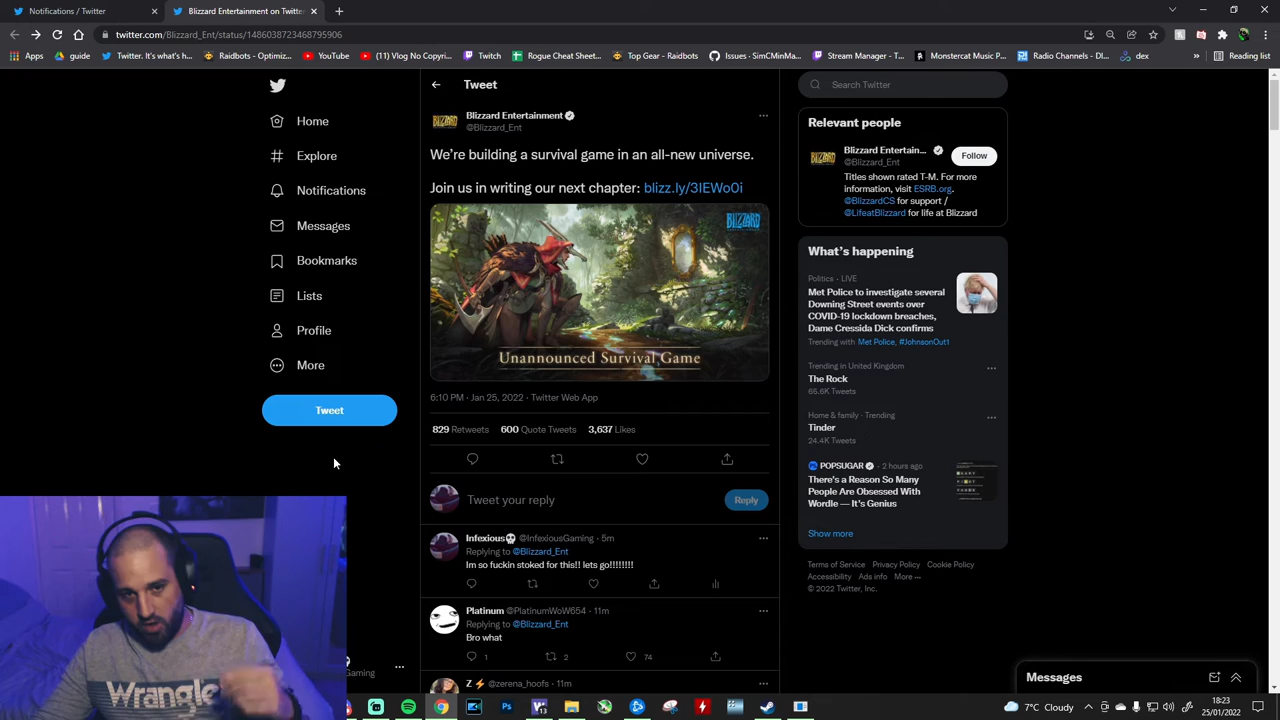 Notifications / Twitter
Blizzard Entertainment on Twitter
twitter.com/Blizzard_Ent/status/1486038723468795906
Apps
guide
Twitter. It's what's h...
Raidbots - Optimiz...
YouTube
(11) Vlog No Copyri...
Twitch
Rogue Cheat Sheet...
Top Gear - Raidbots
Issues · SimCMinMa...
Stream Manager - T...
Monstercat Music P...
Radio Channels - DI...
dex
»
Reading list
Home
Explore
Notifications
Messages
Bookmarks
Lists
Profile
More
Tweet
Gaming
Tweet
Blizzard Entertainment
@Blizzard_Ent
We're building a survival game in an all-new universe.
Join us in writing our next chapter: blizz.ly/3IEWo0i
BLIZZARD
Unannounced Survival Game
6:10 PM · Jan 25, 2022 · Twitter Web App
829 Retweets 600 Quote Tweets 3,637 Likes
Tweet your reply
Reply
Infexious @InfexiousGaming · 5m
Replying to @Blizzard_Ent
Im so fuckin stoked for this!! lets go!!!!!!!!
Platinum @PlatinumWoW654 · 11m
Replying to @Blizzard_Ent
Bro what
1 2 74
Z @zerena_hoofs · 11m
Search Twitter
Relevant people
Blizzard Entertain...
@Blizzard_Ent
Follow
Titles shown rated T-M. For more
information, visit ESRB.org.
@BlizzardCS for support /
@LifeatBlizzard for life at Blizzard
What's happening
Politics · LIVE
Met Police to investigate several
Downing Street events over
COVID-19 lockdown breaches,
Dame Cressida Dick confirms
Trending with Met Police, #JohnsonOut1
Trending in United Kingdom
The Rock
65.6K Tweets
Home & family · Trending
Tinder
24.4K Tweets
POPSUGAR · 2 hours ago
There's a Reason So Many
People Are Obsessed With
Wordle — It's Genius
Show more
Terms of Service Privacy Policy Cookie Policy
Accessibility Ads info More ···
© 2022 Twitter, Inc.
Messages
Wrangle
7°C Cloudy
18:23
25/01/2022